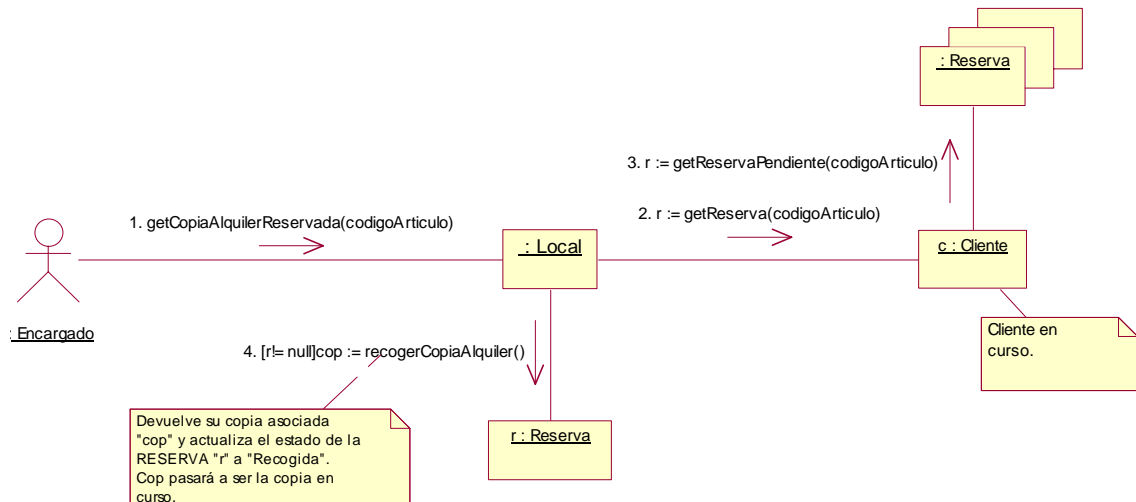 : Reserva
3. r := getReservaPendiente(codigoArticulo)
1. getCopiaAlquilerReservada(codigoArticulo)
2. r := getReserva(codigoArticulo)
: Local
c : Cliente
: Encargado
Cliente en
curso.
4. [r!= null]cop := recogerCopiaAlquiler()
Devuelve su copia asociada
"cop" y actualiza el estado de la
RESERVA "r" a "Recogida".
Cop pasará a ser la copia en
curso.
r : Reserva